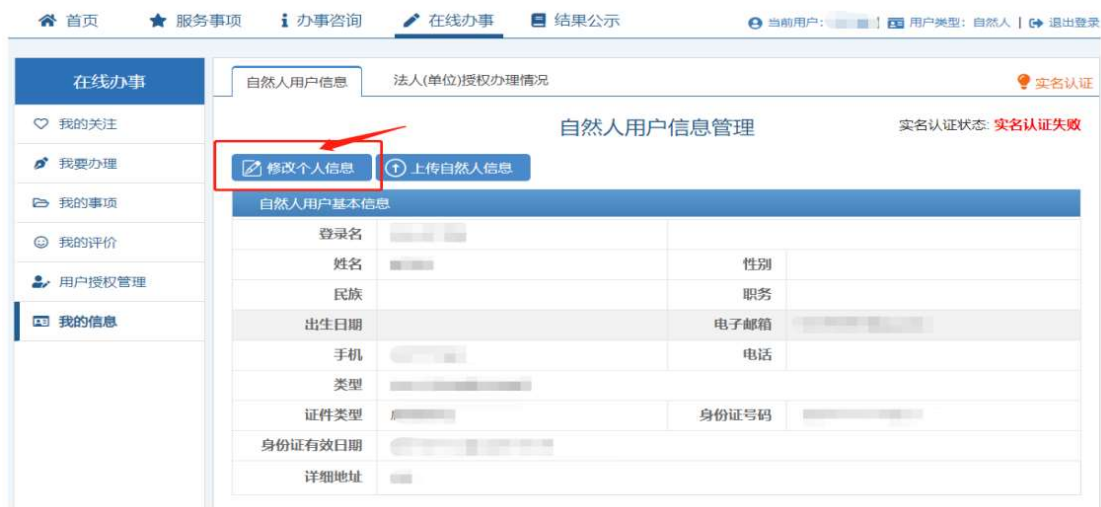 首页 服务事项 办事咨询 在线办事 结果公示 当前用户: 用户类型: 自然人 | 退出登录
在线办事
我的关注
我要办理
我的事项
我的评价
用户授权管理
我的信息
自然人用户信息 法人(单位)授权办理情况 实名认证
自然人用户信息管理 实名认证状态: 实名认证失败
修改个人信息 上传自然人信息
自然人用户基本信息
登录名
姓名 性别
民族 职务
出生日期 电子邮箱
手机 电话
类型
证件类型 身份证号码
身份证有效日期
详细地址